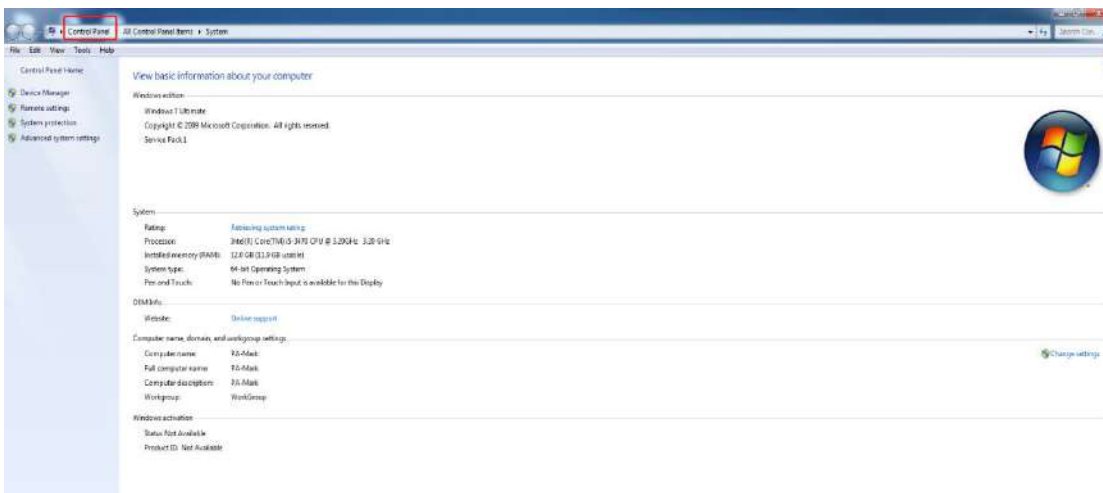 Control Panel All Control Panel Items System
File Edit View Tools Help
Control Panel Home
Device Manager
Remote settings
System protection
Advanced system settings
View basic information about your computer
Windows edition
Windows 7 Ultimate
Copyright © 2009 Microsoft Corporation. All rights reserved.
Service Pack 1
System
Rating: Retrieving system rating
Processor: Intel(R) Core(TM) i5-3470 CPU @ 3.20GHz 3.20 GHz
Installed memory (RAM): 12.0 GB (11.9 GB usable)
System type: 64-bit Operating System
Pen and Touch: No Pen or Touch Input is available for this Display
OEM Info
Website: Online support
Computer name, domain, and workgroup settings
Computer name: PA-Mark
Full computer name: PA-Mark
Computer description: PA-Mark
Workgroup: WorkGroup
Change settings
Windows activation
Status Not Available
Product ID: Not Available